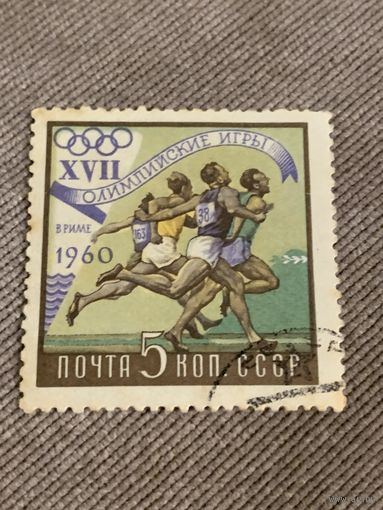 XVII
ОЛИМПИЙСКИЕ ИГРЫ
В РИМЕ
1960
163
38
ПОЧТА 5 КОП. СССР